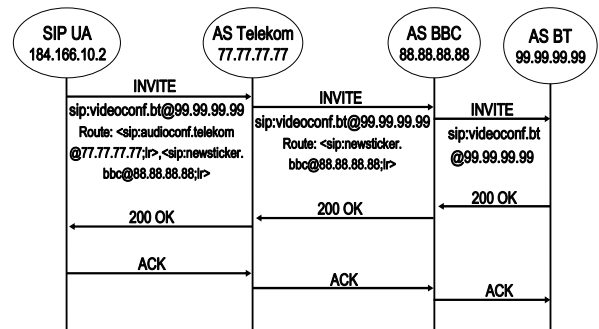 SIP UA
184.166.10.2
AS Telekom
77.77.77.77
AS BBC
88.88.88.88
AS BT
99.99.99.99
INVITE
sip:videoconf.bt@99.99.99.99
Route: <sip:audioconf.telekom
@77.77.77.77;lr>,<sip:newsticker.
bbc@88.88.88.88;lr>
INVITE
sip:videoconf.bt@99.99.99.99
Route: <sip:newsticker.
bbc@88.88.88.88;lr>
INVITE
sip:videoconf.bt
@99.99.99.99
200 OK
200 OK
200 OK
ACK
ACK
ACK